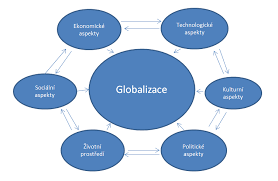 Ekonomické
aspekty
Technologické
aspekty
Sociální
aspekty
Globalizace
Kulturní
aspekty
Životní
prostředí
Politické
aspekty